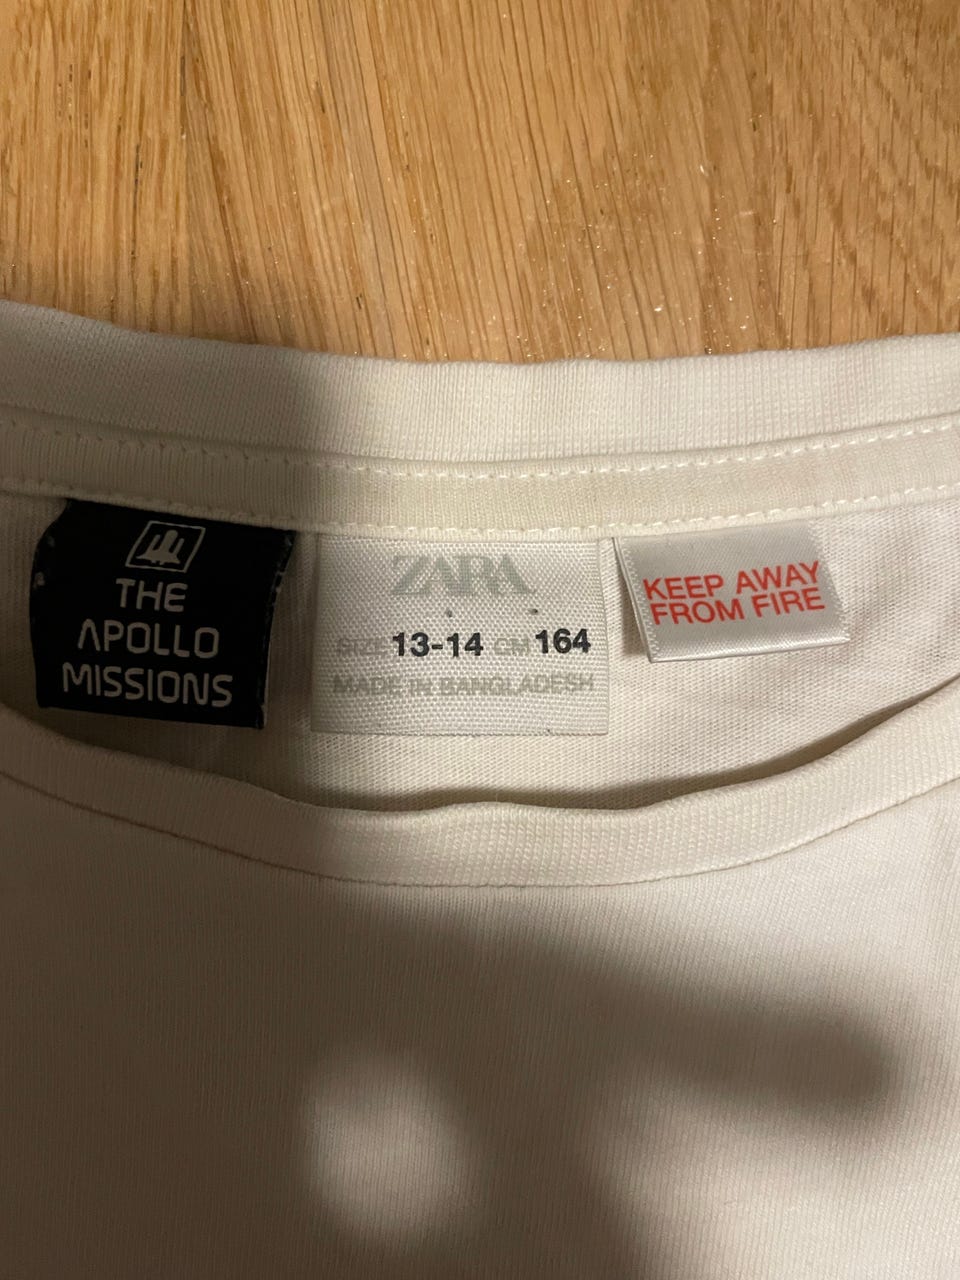 THE
APOLLO
MISSIONS
ZARA
SIZE 13-14 CM 164
MADE IN BANGLADESH
KEEP AWAY
FROM FIRE